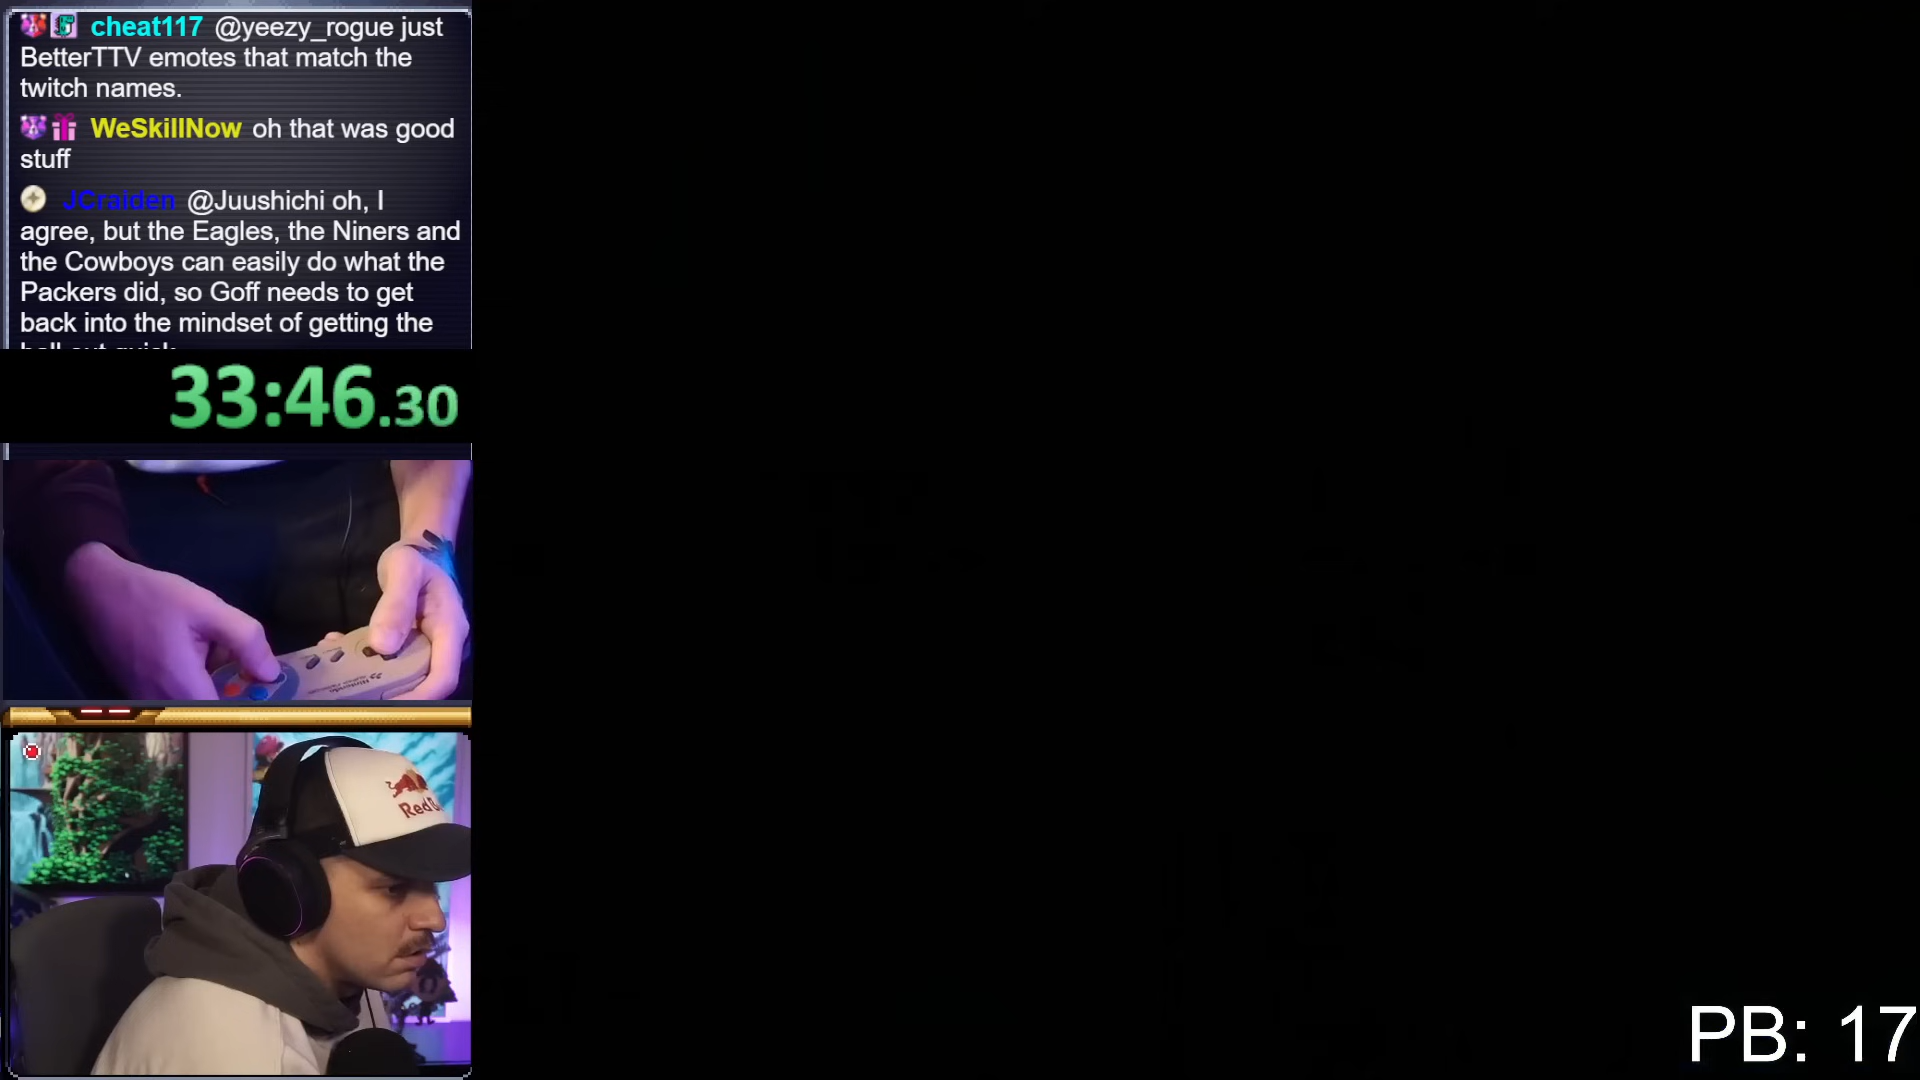 cheat117 @yeezy_rogue just
BetterTTV emotes that match the
twitch names.
WeSkillNow oh that was good
stuff
JCraiden @Juushichi oh, I
agree, but the Eagles, the Niners and
the Cowboys can easily do what the
Packers did, so Goff needs to get
back into the mindset of getting the
33:46.30
PB: 17